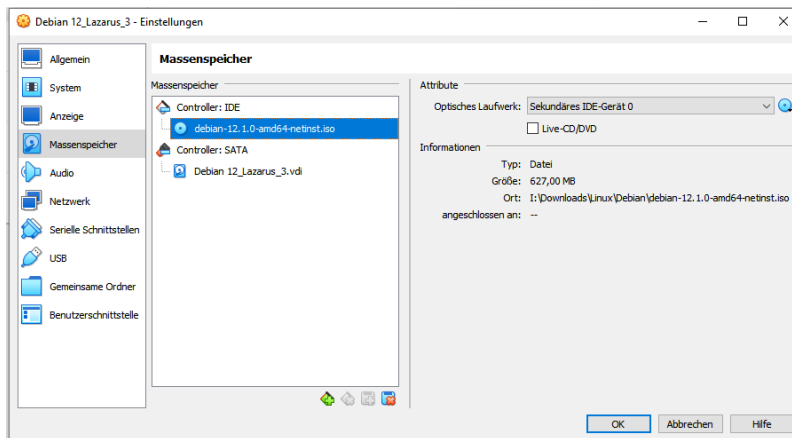 Debian 12_Lazarus_3 - Einstellungen
Allgemein
System
Anzeige
Massenspeicher
Audio
Netzwerk
Serielle Schnittstellen
USB
Gemeinsame Ordner
Benutzerschnittstelle
Massenspeicher
Massenspeicher
Controller: IDE
debian-12.1.0-amd64-netinst.iso
Controller: SATA
Debian 12_Lazarus_3.vdi
Attribute
Optisches Laufwerk: Sekundäres IDE-Gerät 0
Live-CD/DVD
Informationen
Typ: Datei
Größe: 627,00 MB
Ort: I:\Downloads\Linux\Debian\debian-12.1.0-amd64-netinst.iso
angeschlossen an: --
OK Abbrechen Hilfe